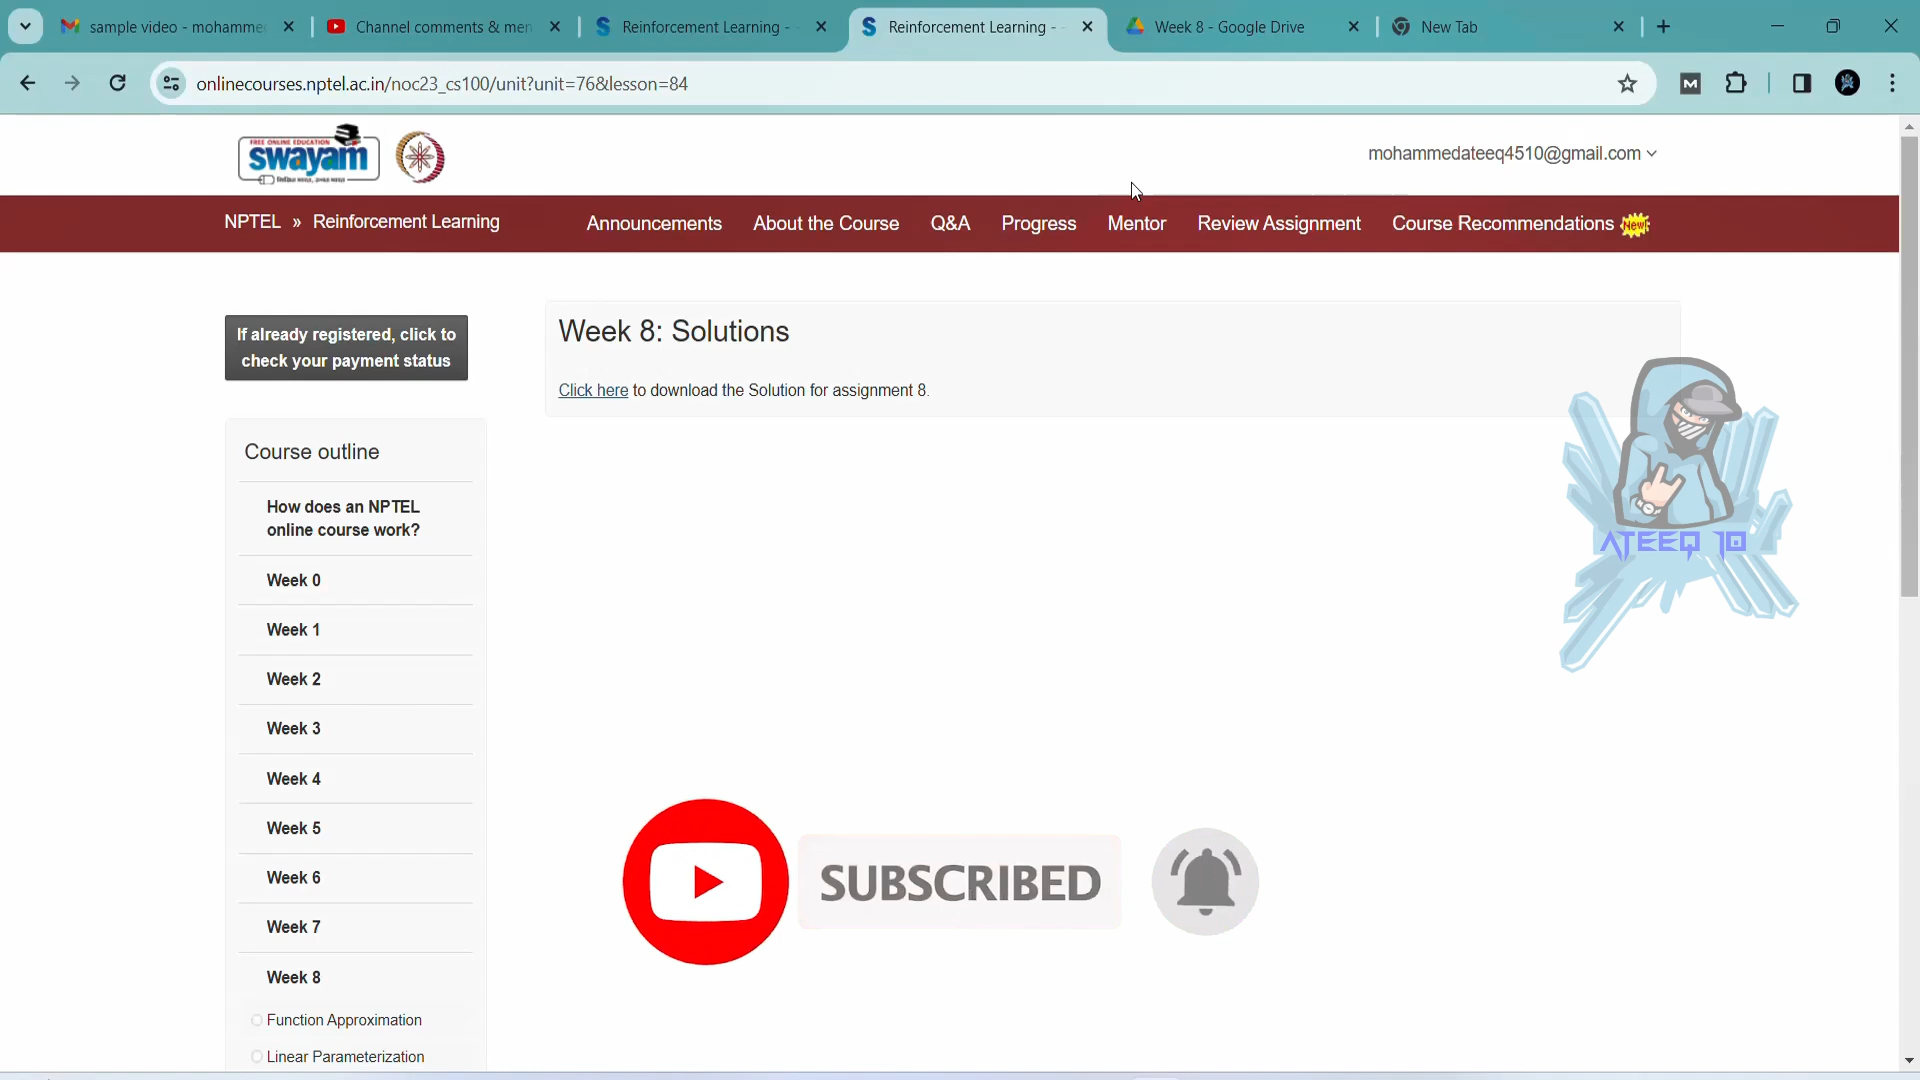 sample video - mohammed
Channel comments & men
Reinforcement Learning -
Reinforcement Learning -
Week 8 - Google Drive
New Tab
onlinecourses.nptel.ac.in/noc23_cs100/unit?unit=76&lesson=84
FREE ONLINE EDUCATION
swayam
mohammedateeq4510@gmail.com
NPTEL » Reinforcement Learning
Announcements
About the Course
Q&A
Progress
Mentor
Review Assignment
Course Recommendations
New
If already registered, click to
check your payment status
Week 8: Solutions
Click here to download the Solution for assignment 8.
Course outline
How does an NPTEL
online course work?
Week 0
Week 1
Week 2
Week 3
Week 4
Week 5
Week 6
Week 7
Week 8
Function Approximation
Linear Parameterization
ATEEQ 10
SUBSCRIBED